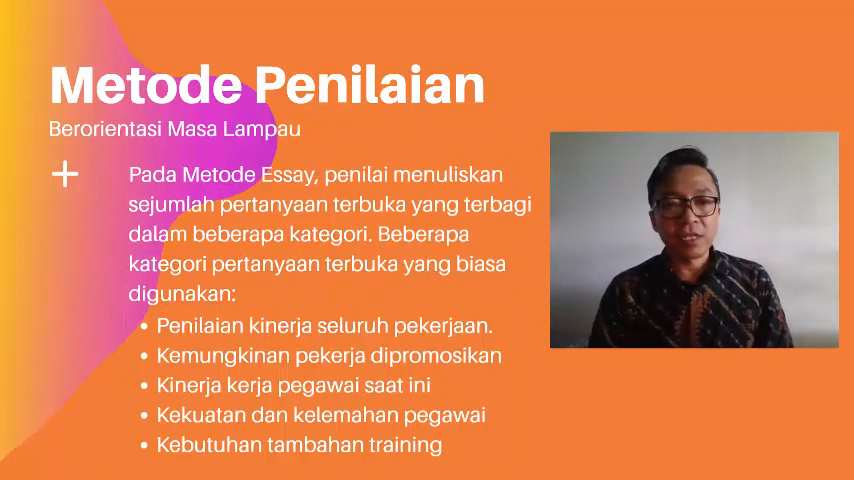 Metode Penilaian
Berorientasi Masa Lampau
+
Pada Metode Essay, penilai menuliskan
sejumlah pertanyaan terbuka yang terbagi
dalam beberapa kategori. Beberapa
kategori pertanyaan terbuka yang biasa
digunakan:
• Penilaian kinerja seluruh pekerjaan.
• Kemungkinan pekerja dipromosikan
• Kinerja kerja pegawai saat ini
• Kekuatan dan kelemahan pegawai
• Kebutuhan tambahan training